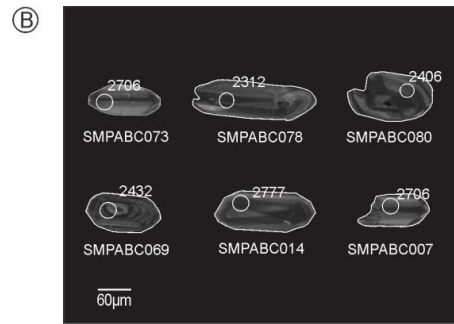 B
2706 2312 2406
SMPABC073 SMPABC078 SMPABC080
2432 2777 2706
SMPABC069 SMPABC014 SMPABC007
60µm